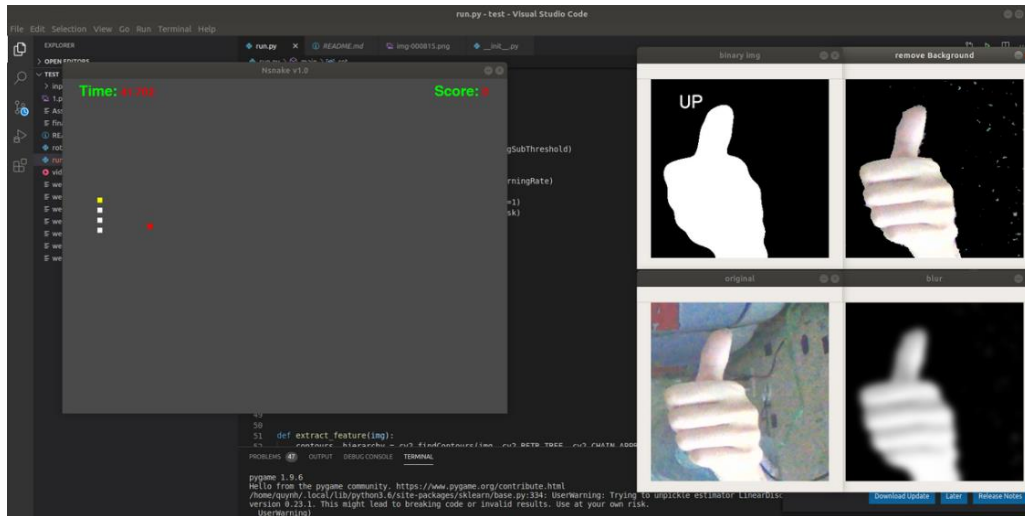 run.py - test - Visual Studio Code
File Edit Selection View Go Run Terminal Help
EXPLORER
run.py
README.md
img-000815.png
__init__.py
OPEN EDITORS
TEST
Nsnake v1.0
Time:
Score:
binary img
remove Background
UP
original
blur
gSubThreshold)
rningRate)
=1)
sk)
49
50
51 def extract_feature(img):
PROBLEMS 47 OUTPUT DEBUG CONSOLE TERMINAL
pygame 1.9.6
Hello from the pygame community. https://www.pygame.org/contribute.html
/home/quynh/.local/lib/python3.6/site-packages/sklearn/base.py:334: UserWarning: Trying to unpickle estimator LinearDisc
version 0.23.1. This might lead to breaking code or invalid results. Use at your own risk.
UserWarning)
Download Update
Later
Release Notes